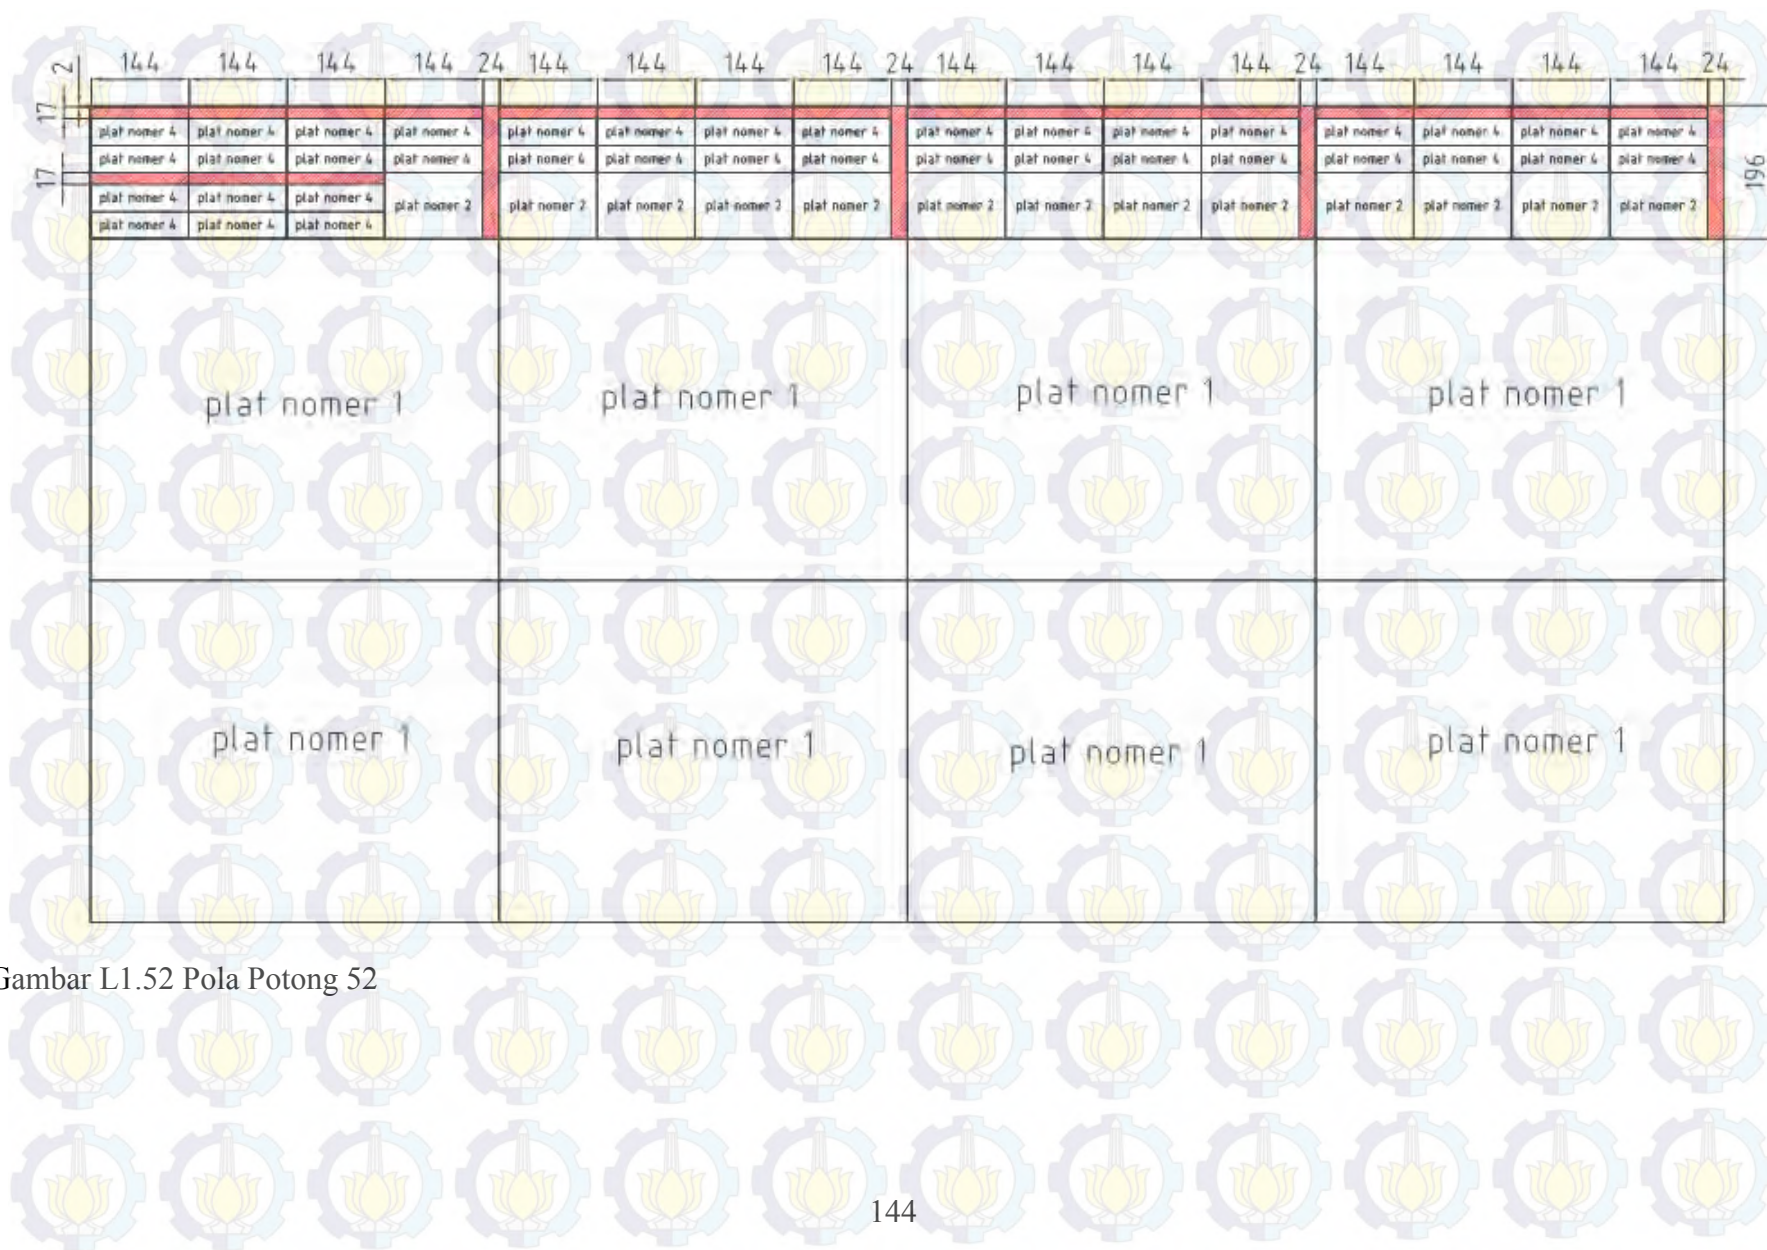 144 144 144 144 24 144 144 144 144 24 144 144 144 144 24 144 144 144 144 24
2
17
plat nomer 4 plat nomer 4 plat nomer 4 plat nomer 4 plat nomer 4 plat nomer 4 plat nomer 4 plat nomer 4 plat nomer 4 plat nomer 4 plat nomer 4 plat nomer 4 plat nomer 4 plat nomer 4 plat nomer 4 plat nomer 4
plat nomer 4 plat nomer 4 plat nomer 4 plat nomer 4 plat nomer 4 plat nomer 4 plat nomer 4 plat nomer 4 plat nomer 4 plat nomer 4 plat nomer 4 plat nomer 4 plat nomer 4 plat nomer 4 plat nomer 4 plat nomer 4
17
196
plat nomer 4 plat nomer 4 plat nomer 4 plat nomer 2 plat nomer 2 plat nomer 2 plat nomer 2 plat nomer 2 plat nomer 2 plat nomer 2 plat nomer 2 plat nomer 2 plat nomer 2 plat nomer 2 plat nomer 2 plat nomer 2
plat nomer 4 plat nomer 4 plat nomer 4
plat nomer 1 plat nomer 1 plat nomer 1 plat nomer 1
plat nomer 1 plat nomer 1 plat nomer 1 plat nomer 1
Gambar L1.52 Pola Potong 52
144